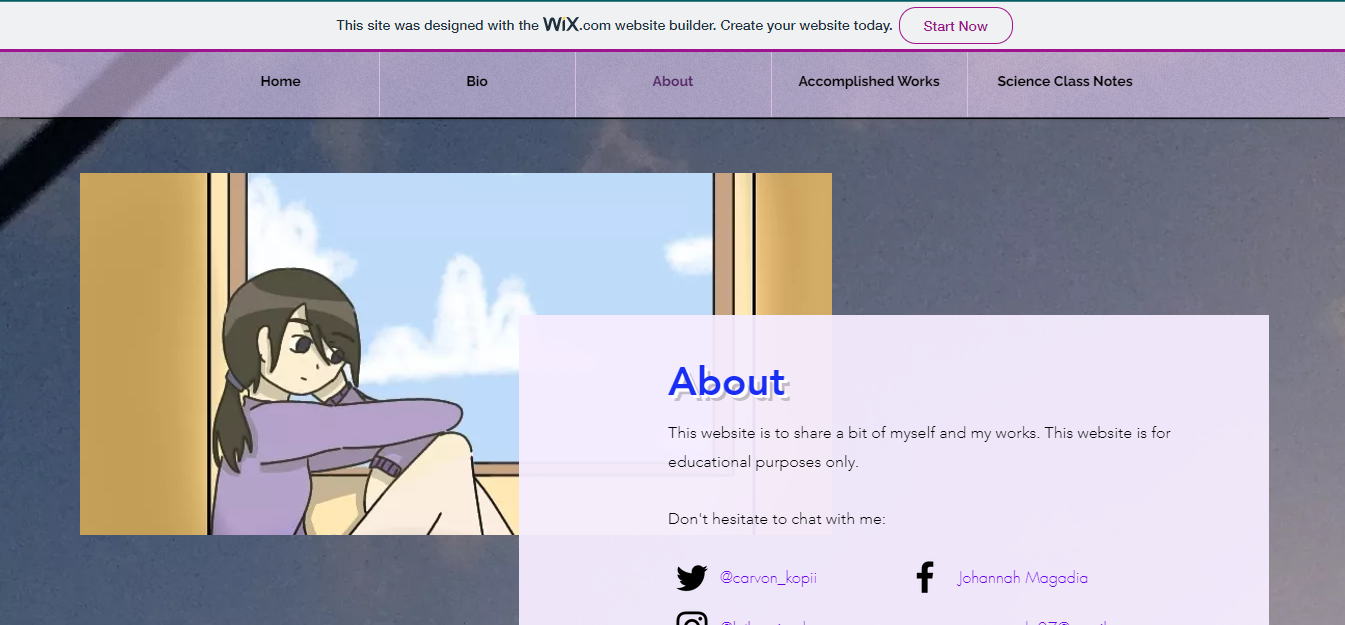 This site was designed with the WiX.com website builder. Create your website today. Start Now
Home Bio About Accomplished Works Science Class Notes
About
This website is to share a bit of myself and my works. This website is for
educational purposes only.
Don't hesitate to chat with me:
@carvon_kopii Johannah Magadia